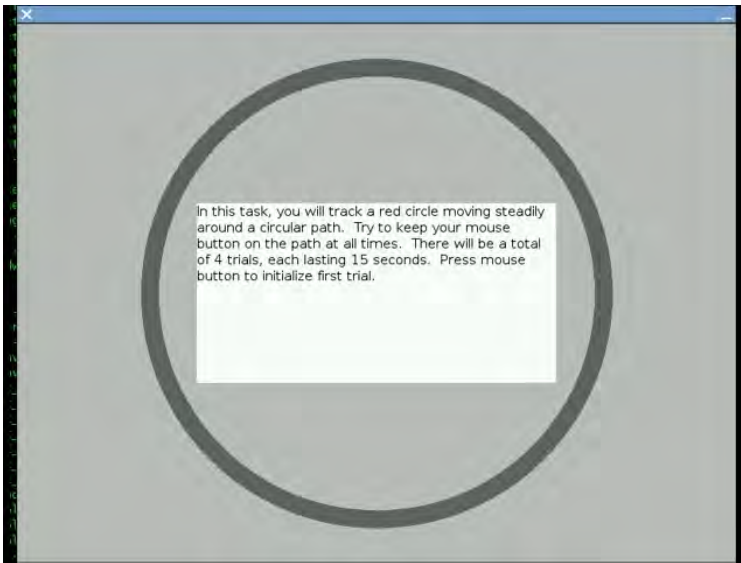 In this task, you will track a red circle moving steadily
around a circular path.  Try to keep your mouse
button on the path at all times.  There will be a total
of 4 trials, each lasting 15 seconds.  Press mouse
button to initialize first trial.